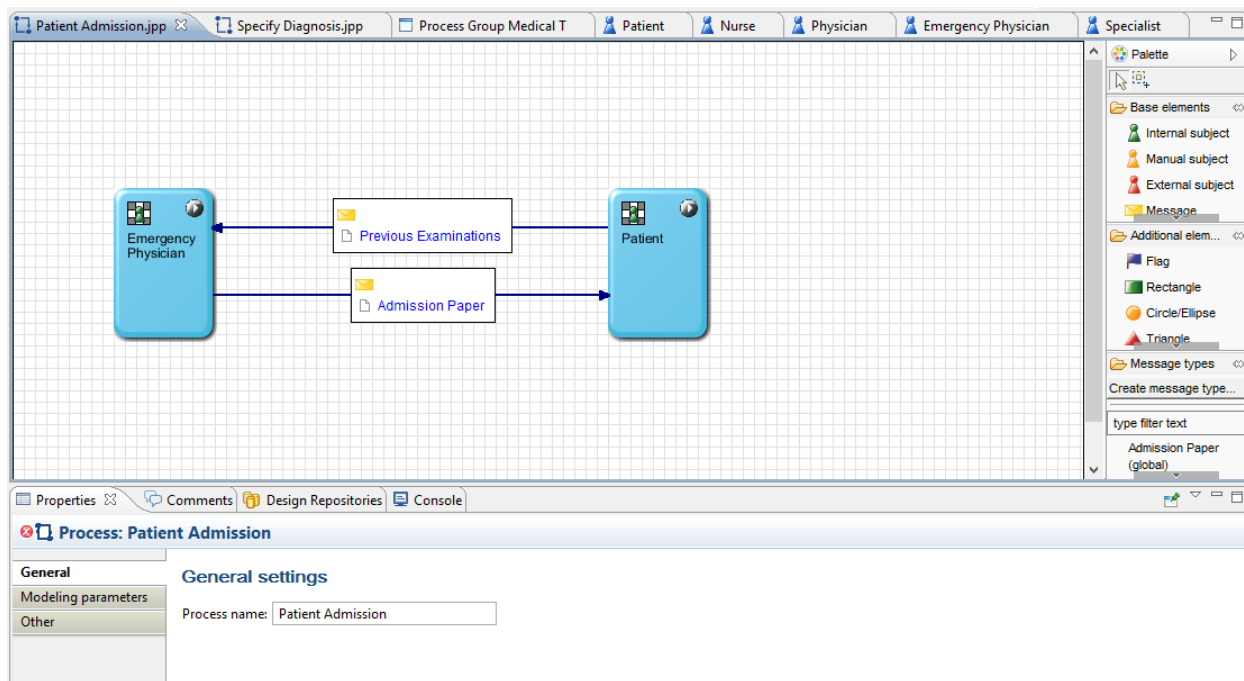 Patient Admission.jpp
Specify Diagnosis.jpp
Process Group Medical T
Patient
Nurse
Physician
Emergency Physician
Specialist
Palette
Base elements
Internal subject
Manual subject
External subject
Message
Additional elem...
Flag
Rectangle
Circle/Ellipse
Triangle
Message types
Create message type...
type filter text
Admission Paper
(global)
Emergency
Physician
Previous Examinations
Admission Paper
Patient
Properties
Comments
Design Repositories
Console
Process: Patient Admission
General
Modeling parameters
Other
General settings
Process name: Patient Admission